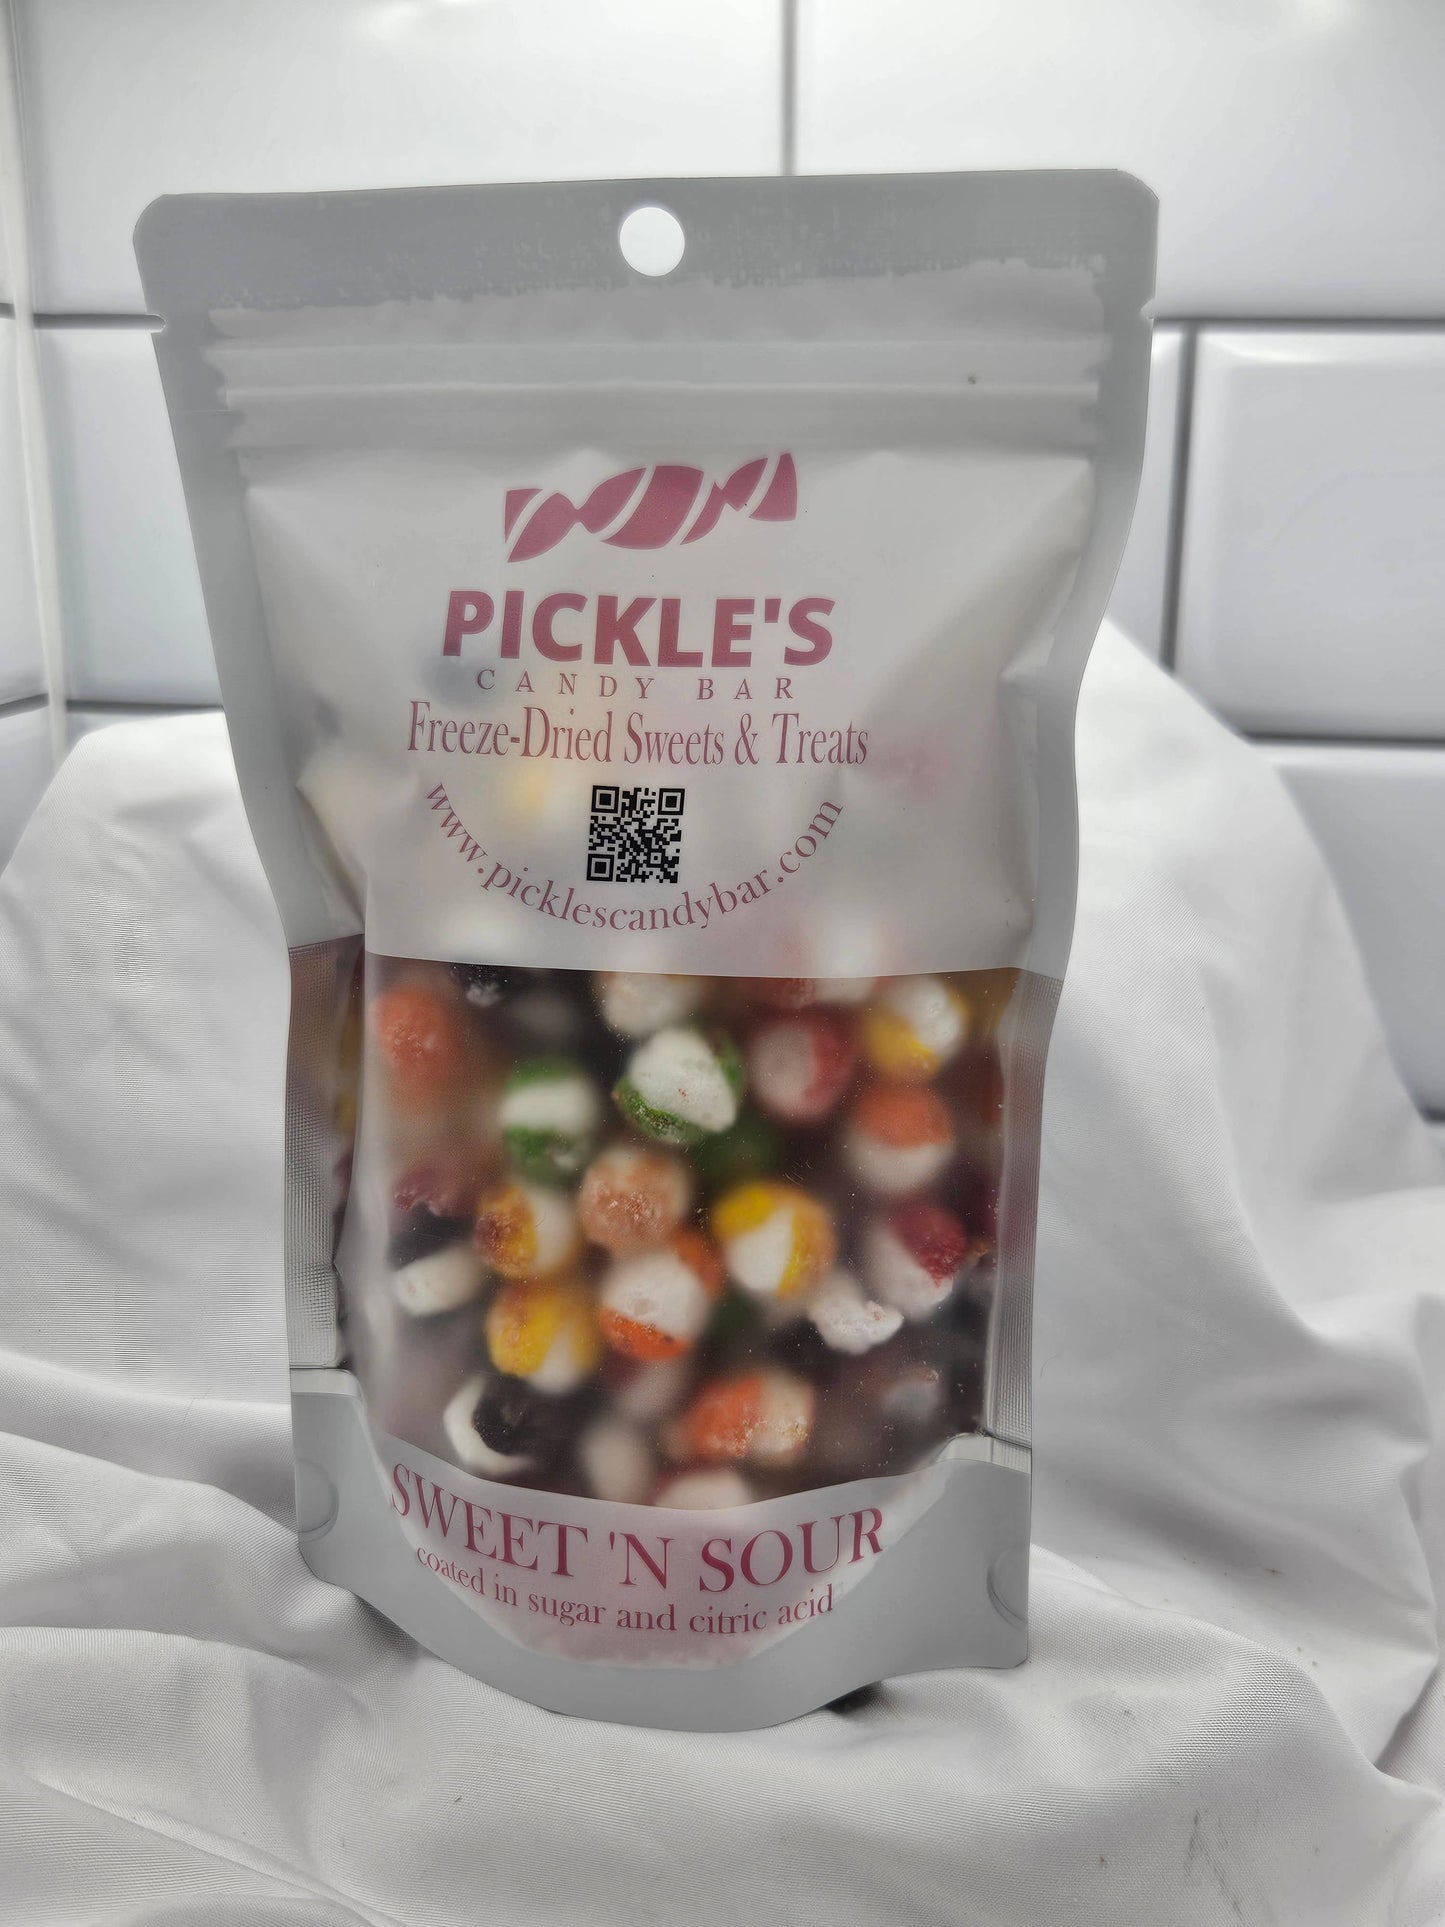 PICKLE'S
CANDY BAR
Freeze-Dried Sweets & Treats
www.picklescandybar.com
SWEET 'N SOUR
coated in sugar and citric acid